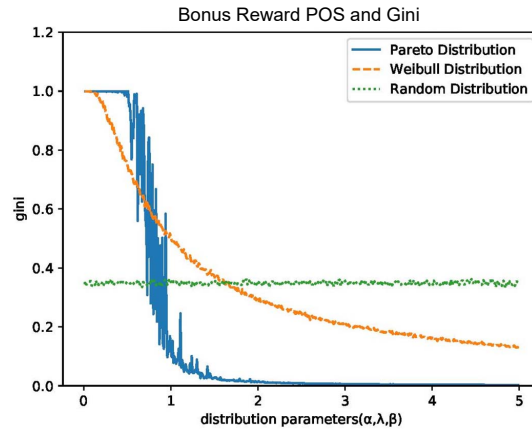 Bonus Reward POS and Gini
1.2
1.0
0.8
0.6
0.4
0.2
0.0
gini
Pareto Distribution
Weibull Distribution
Random Distribution
0
1
2
3
4
5
distribution parameters(α,λ,β)